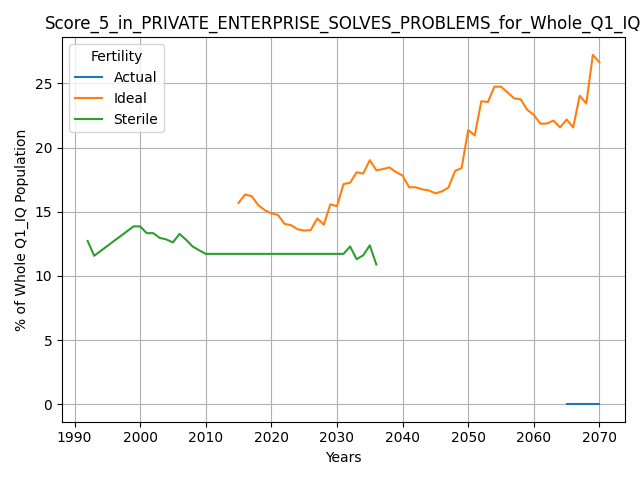 Score_5_in_PRIVATE_ENTERPRISE_SOLVES_PROBLEMS_for_Whole_Q1_IQ
Fertility
Actual
Ideal
Sterile
% of Whole Q1_IQ Population
25
20
15
10
5
0
1990 2000 2010 2020 2030 2040 2050 2060 2070
Years